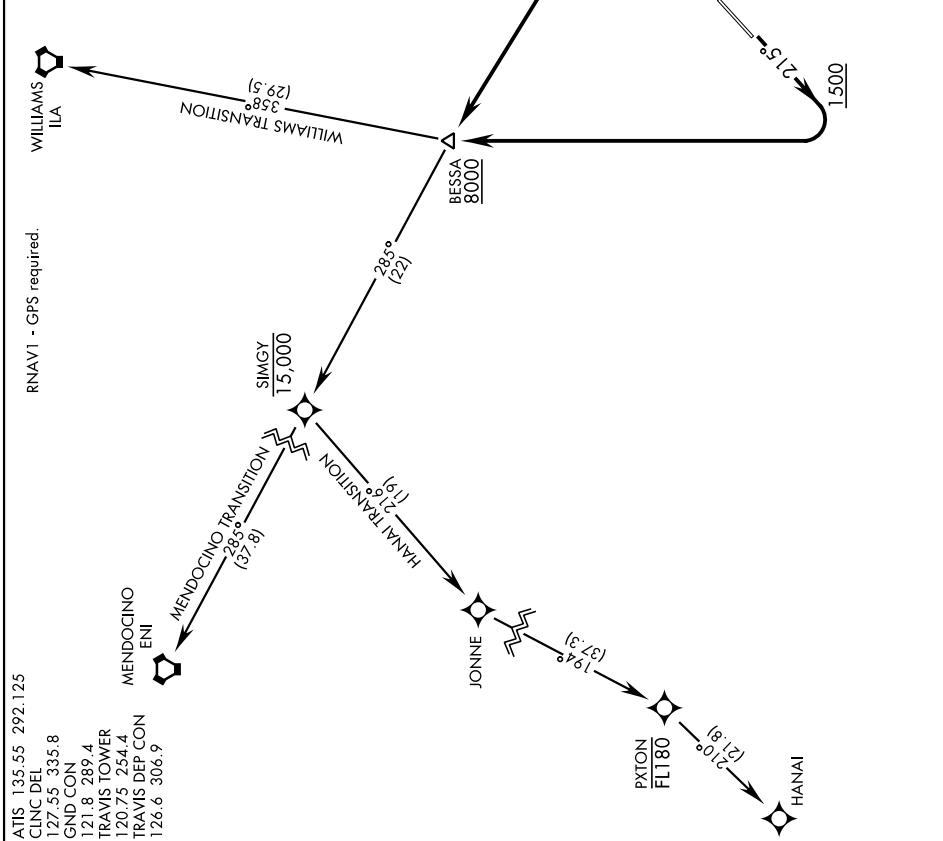 ATIS 135.55 292.125
CLNC DEL
127.55 335.8
GND CON
121.8 289.4
TRAVIS TOWER
120.75 254.4
TRAVIS DEP CON
126.6 306.9
RNAV1 - GPS required.
WILLIAMS
ILA
WILLIAMS TRANSITION
358°
(29.5)
215°
1500
BESSA
8000
285°
(22)
SIMGY
15,000
MENDOCINO TRANSITION
285°
(37.8)
MENDOCINO
ENI
HANAI TRANSITION
216°
(19)
JONNE
194°
(37.3)
PXTON
FL180
210°
(21.8)
HANAI